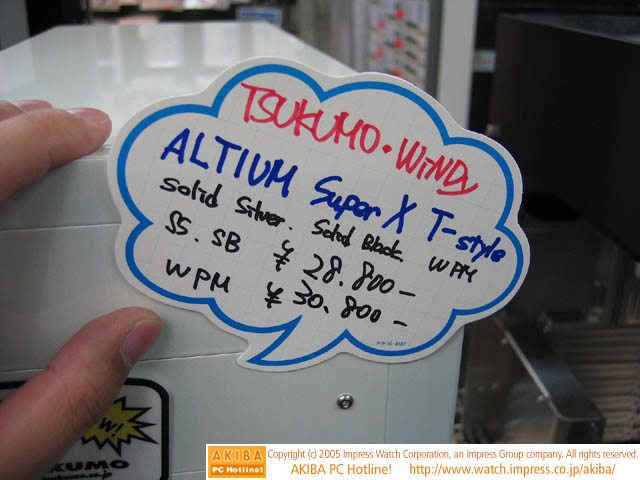 TSUKUMO・WiNDy
ALTIUM Super X T-style
Solid Silver. Solid Black. WPM
SS. SB ¥28.800-
WPM ¥30.800-
W!
KUMO
AKIBA
PC Hotline!
Copyright (c) 2005 Impress Watch Corporation, an Impress Group company. All rights reserved.
AKIBA PC Hotline! http://www.watch.impress.co.jp/akiba/